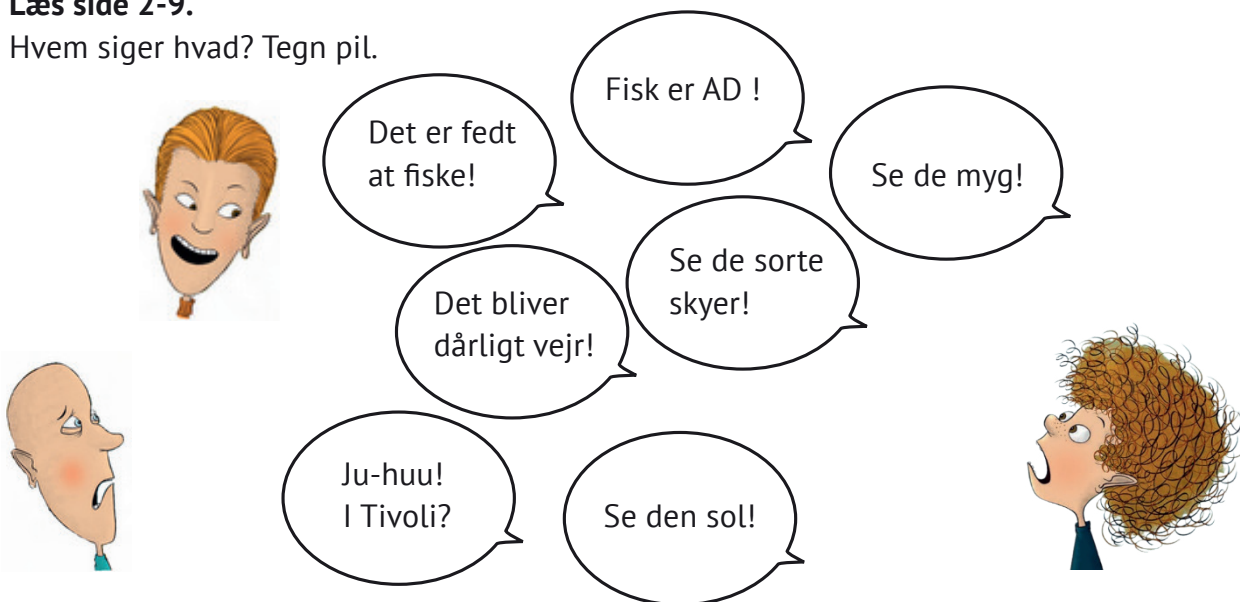 Læs side 2-9.
Hvem siger hvad? Tegn pil.
Fisk er AD !
Det er fedt
at fiske!
Se de myg!
Se de sorte
skyer!
Det bliver
dårligt vejr!
Ju-huu!
I Tivoli?
Se den sol!